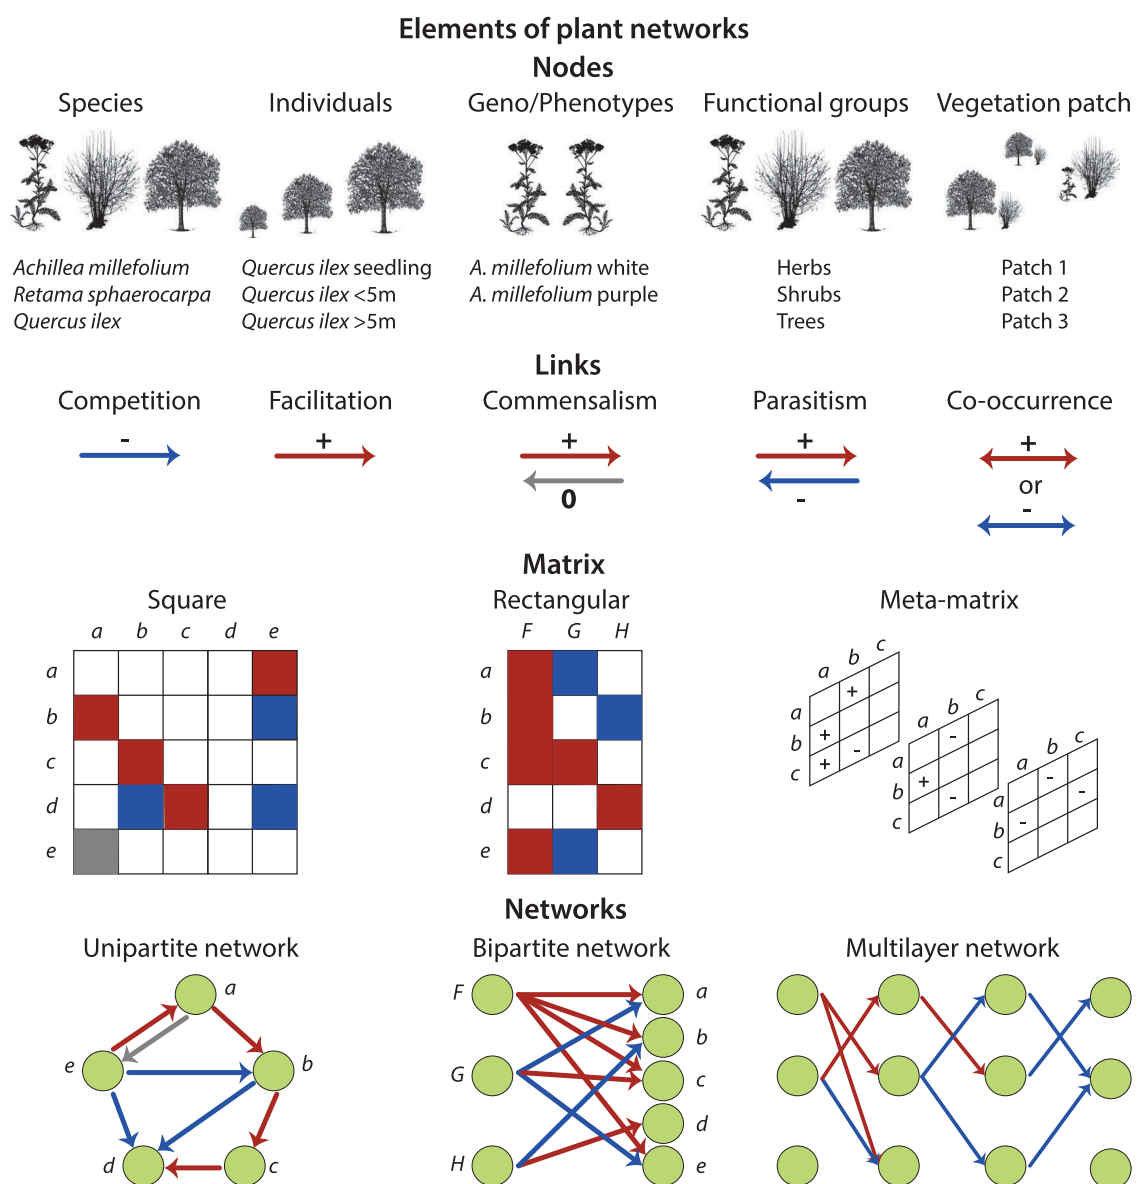 Elements of plant networks
Nodes
Species Individuals Geno/Phenotypes Functional groups Vegetation patch
Achillea millefolium Quercus ilex seedling A. millefolium white Herbs Patch 1
Retama sphaerocarpa Quercus ilex <5m A. millefolium purple Shrubs Patch 2
Quercus ilex Quercus ilex >5m Trees Patch 3
Links
Competition Facilitation Commensalism Parasitism Co-occurrence
- + + + +
0 - or
-
Matrix
Square Rectangular Meta-matrix
a b c d e F G H
a
b
c
d
e
a
b
c
d
e
a b c
a +
b +
c + -
a b c
a -
b +
c -
a b c
a - -
b -
c
Networks
Unipartite network Bipartite network Multilayer network
a
e b
d c
F a
b
G c
d
H e